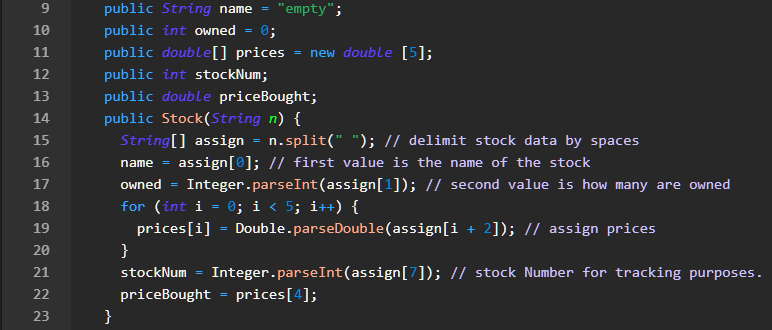 9 public String name = "empty";
10 public int owned = 0;
11 public double[] prices = new double [5];
12 public int stockNum;
13 public double priceBought;
14 public Stock(String n) {
15 String[] assign = n.split(" "); // delimit stock data by spaces
16 name = assign[0]; // first value is the name of the stock
17 owned = Integer.parseInt(assign[1]); // second value is how many are owned
18 for (int i = 0; i < 5; i++) {
19 prices[i] = Double.parseDouble(assign[i + 2]); // assign prices
20 }
21 stockNum = Integer.parseInt(assign[7]); // stock Number for tracking purposes.
22 priceBought = prices[4];
23 }